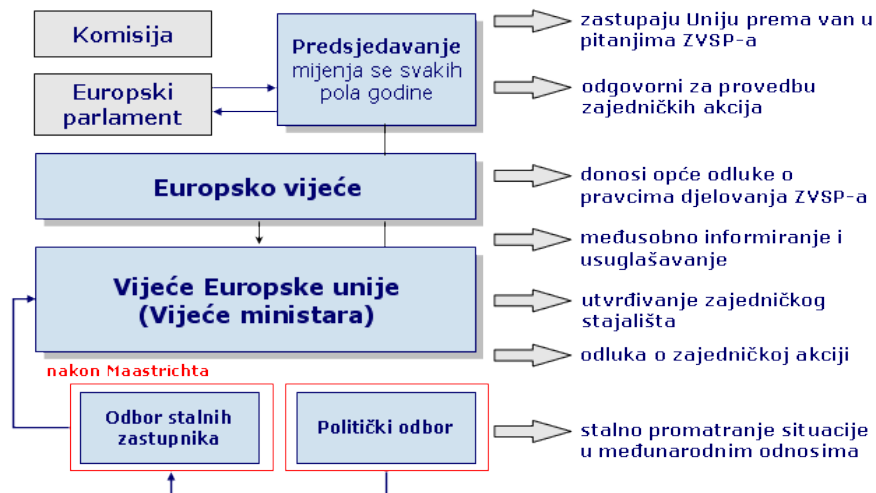 Komisija
Europski
parlament
Predsjedavanje
mijenja se svakih
pola godine
zastupaju Uniju prema van u
pitanjima ZVSP-a
odgovorni za provedbu
zajedničkih akcija
Europsko vijeće
donosi opće odluke o
pravcima djelovanja ZVSP-a
Vijeće Europske unije
(Vijeće ministara)
međusobno informiranje i
usuglašavanje
utvrđivanje zajedničkog
stajališta
odluka o zajedničkoj akciji
nakon Maastrichta
Odbor stalnih
zastupnika
Politički odbor
stalno promatranje situacije
u međunarodnim odnosima